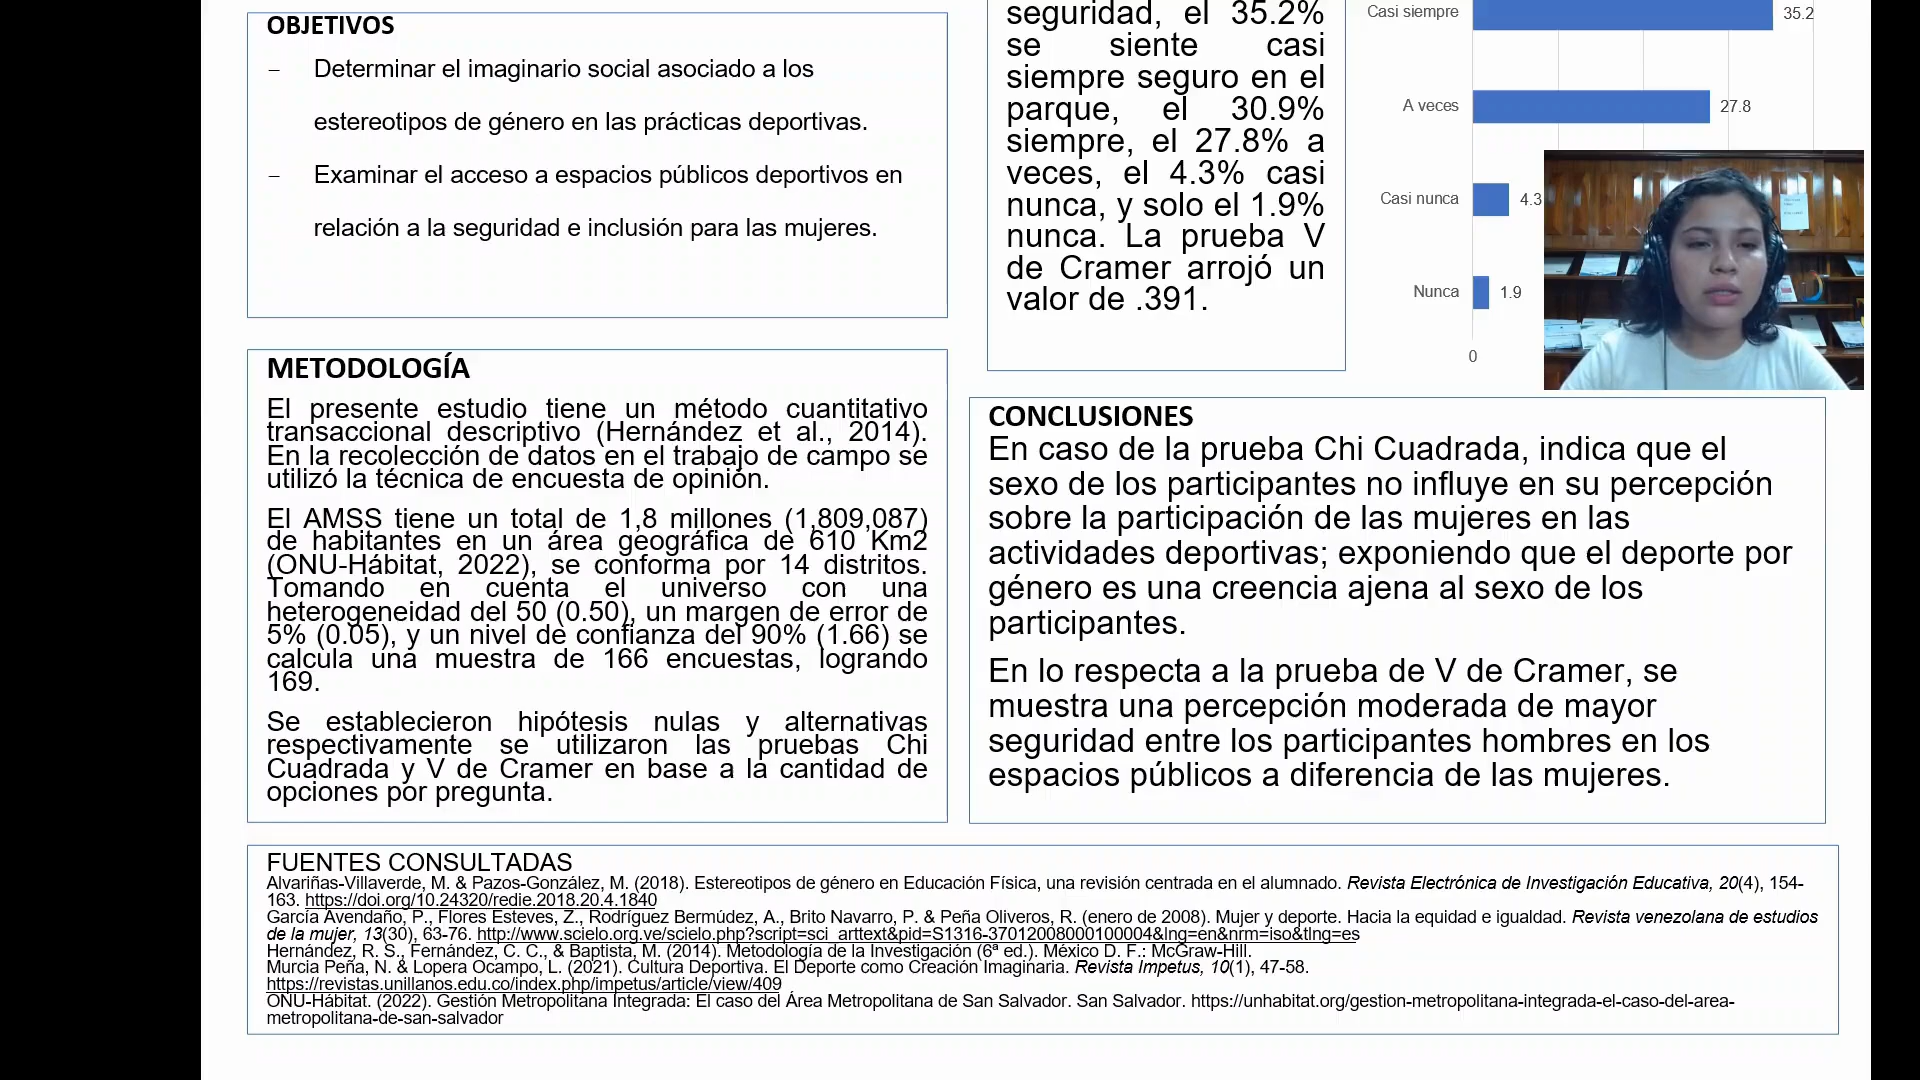 OBJETIVOS
– Determinar el imaginario social asociado a los
estereotipos de género en las prácticas deportivas.
– Examinar el acceso a espacios públicos deportivos en
relación a la seguridad e inclusión para las mujeres.
METODOLOGÍA
El presente estudio tiene un método cuantitativo
transaccional descriptivo (Hernández et al., 2014).
En la recolección de datos en el trabajo de campo se
utilizó la técnica de encuesta de opinión.
El AMSS tiene un total de 1,8 millones (1,809,087)
de habitantes en un área geográfica de 610 Km2
(ONU-Hábitat, 2022), se conforma por 14 distritos.
Tomando en cuenta el universo con una
heterogeneidad del 50 (0.50), un margen de error de
5% (0.05), y un nivel de confianza del 90% (1.66) se
calcula una muestra de 166 encuestas, logrando
169.
Se establecieron hipótesis nulas y alternativas
respectivamente se utilizaron las pruebas Chi
Cuadrada y V de Cramer en base a la cantidad de
opciones por pregunta.
seguridad, el 35.2%
se siente casi
siempre seguro en el
parque, el 30.9%
siempre, el 27.8% a
veces, el 4.3% casi
nunca, y solo el 1.9%
nunca. La prueba V
de Cramer arrojó un
valor de .391.
Casi siempre 35.2
A veces 27.8
Casi nunca 4.3
Nunca 1.9
0
CONCLUSIONES
En caso de la prueba Chi Cuadrada, indica que el
sexo de los participantes no influye en su percepción
sobre la participación de las mujeres en las
actividades deportivas; exponiendo que el deporte por
género es una creencia ajena al sexo de los
participantes.
En lo respecta a la prueba de V de Cramer, se
muestra una percepción moderada de mayor
seguridad entre los participantes hombres en los
espacios públicos a diferencia de las mujeres.
FUENTES CONSULTADAS
Alvariñas-Villaverde, M. & Pazos-González, M. (2018). Estereotipos de género en Educación Física, una revisión centrada en el alumnado. Revista Electrónica de Investigación Educativa, 20(4), 154-
163. https://doi.org/10.24320/redie.2018.20.4.1840
García Avendaño, P., Flores Esteves, Z., Rodríguez Bermúdez, A., Brito Navarro, P. & Peña Oliveros, R. (enero de 2008). Mujer y deporte. Hacia la equidad e igualdad. Revista venezolana de estudios
de la mujer, 13(30), 63-76. http://www.scielo.org.ve/scielo.php?script=sci_arttext&pid=S1316-37012008000100004&lng=en&nrm=iso&tlng=es
Hernández, R. S., Fernández, C. C., & Baptista, M. (2014). Metodología de la Investigación (6ª ed.). México D. F.: McGraw-Hill.
Murcia Peña, N. & Lopera Ocampo, L. (2021). Cultura Deportiva. El Deporte como Creación Imaginaria. Revista Impetus, 10(1), 47-58.
https://revistas.unillanos.edu.co/index.php/impetus/article/view/409
ONU-Hábitat. (2022). Gestión Metropolitana Integrada: El caso del Área Metropolitana de San Salvador. San Salvador. https://unhabitat.org/gestion-metropolitana-integrada-el-caso-del-area-
metropolitana-de-san-salvador